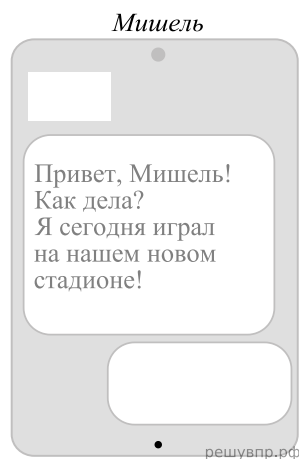 Мишель
Привет, Мишель!
Как дела?
Я сегодня играл
на нашем новом
стадионе!
решувпр.рф